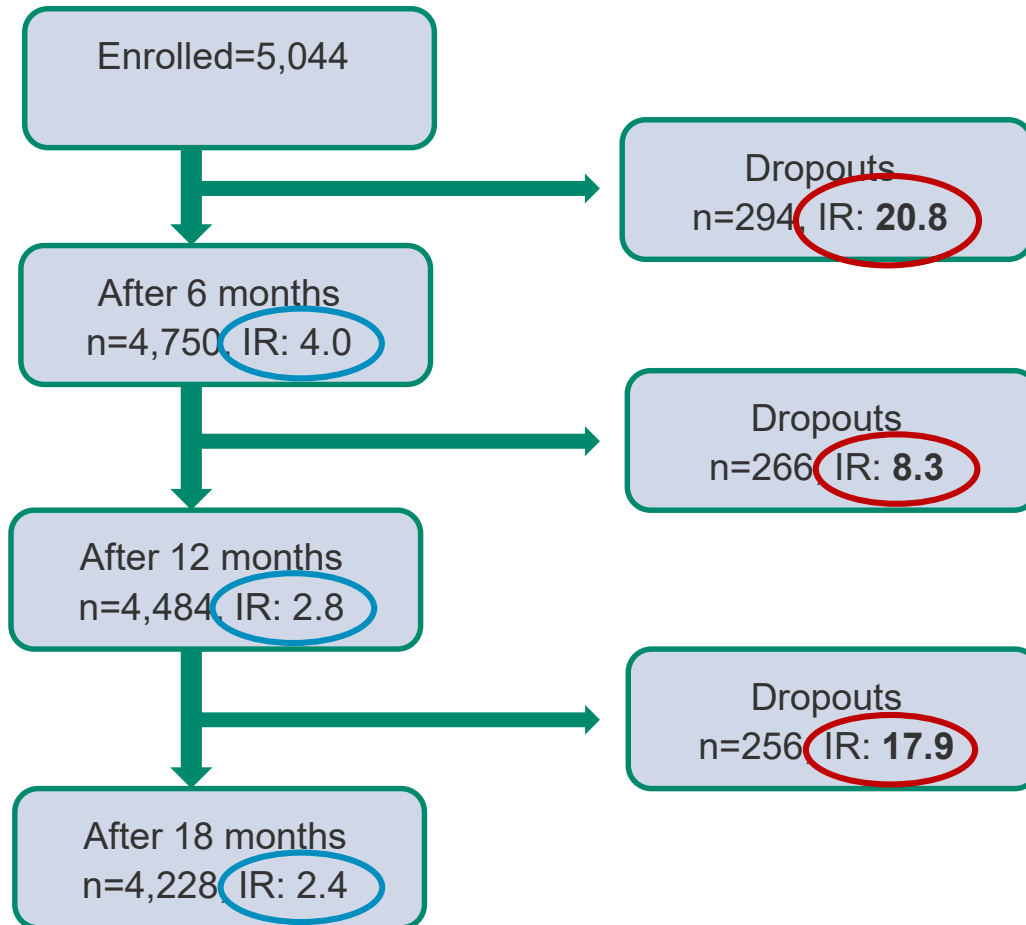 Enrolled=5,044
Dropouts
n=294, IR: 20.8
After 6 months
n=4,750, IR: 4.0
Dropouts
n=266, IR: 8.3
After 12 months
n=4,484, IR: 2.8
Dropouts
n=256, IR: 17.9
After 18 months
n=4,228, IR: 2.4